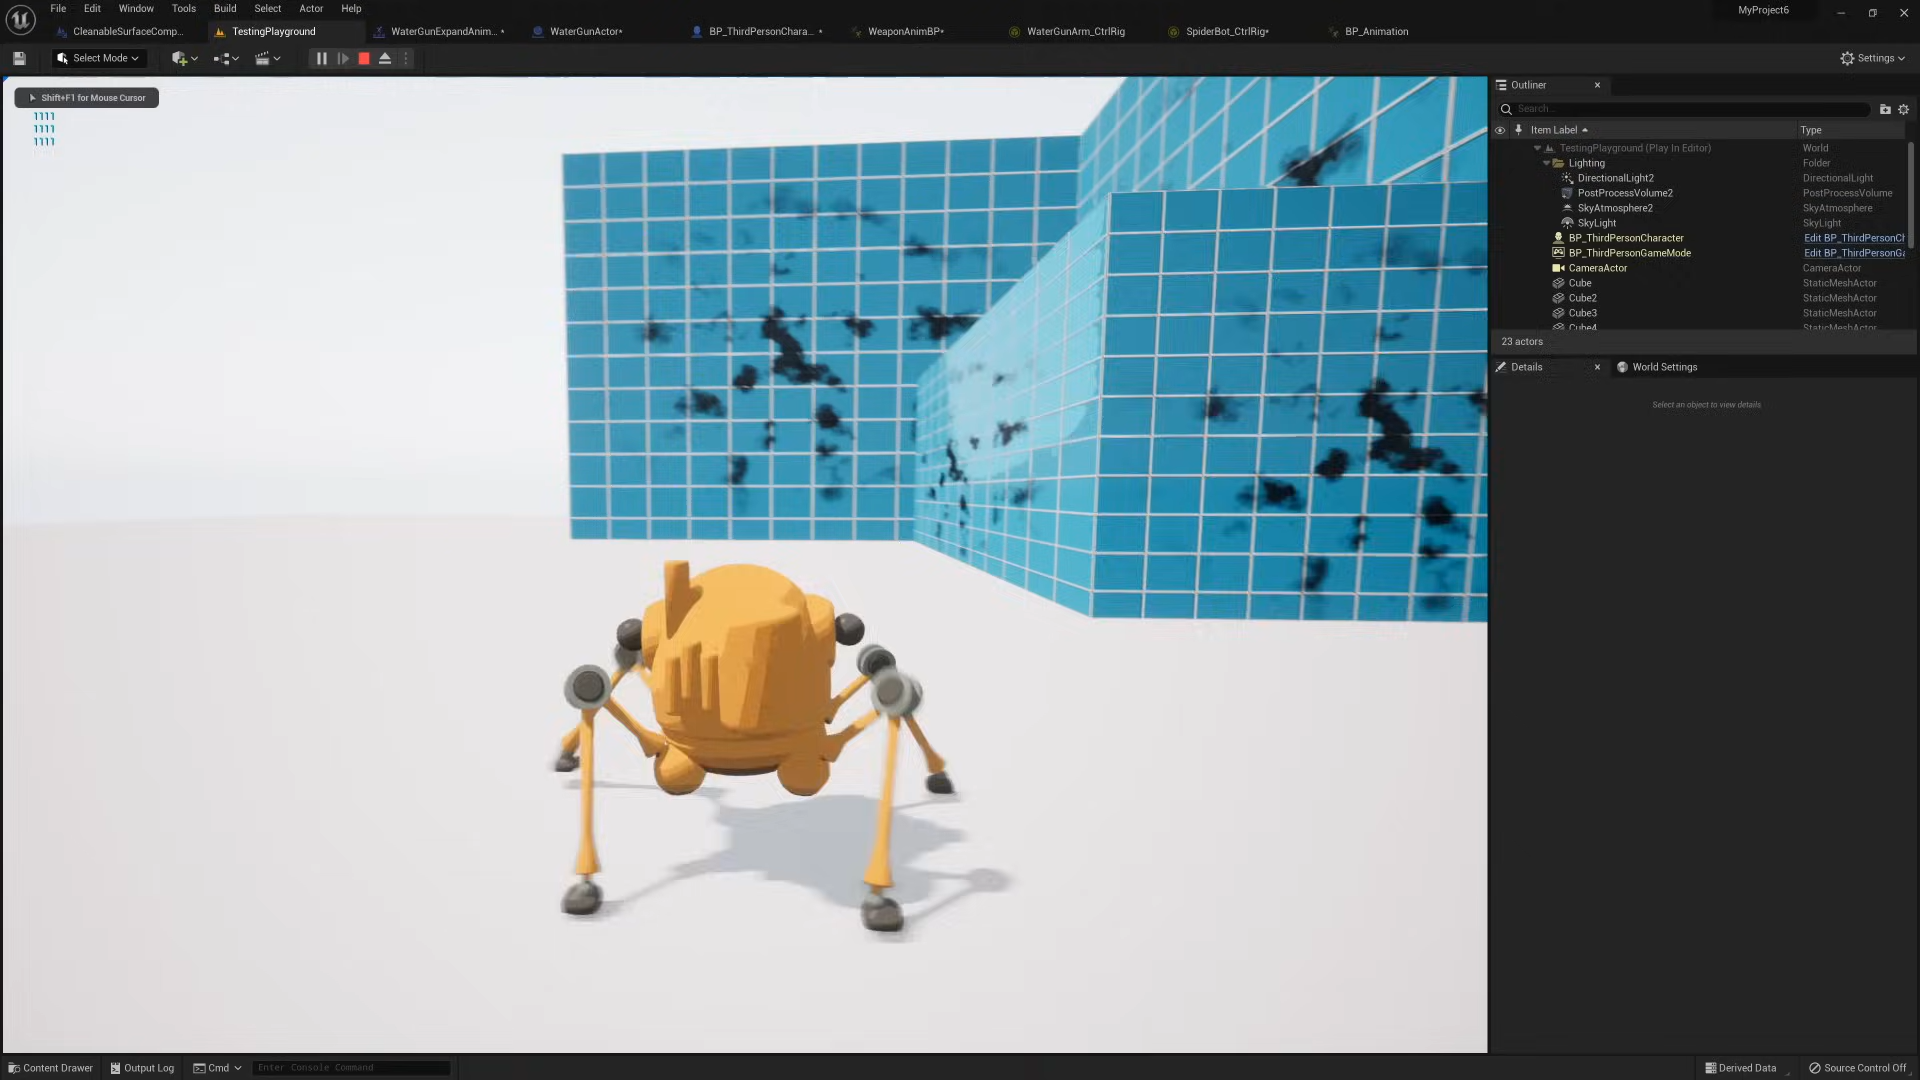 File Edit Window Tools Build Select Actor Help
MyProject6
CleanableSurfaceComp... TestingPlayground WaterGunExpandAnim... * WaterGunActor* BP_ThirdPersonChara... * WeaponAnimBP* WaterGunArm_CtrlRig SpiderBot_CtrlRig* BP_Animation
Select Mode
Settings
Shift+F1 for Mouse Cursor
1111
1111
1111
Outliner
Search...
Item Label Type
TestingPlayground (Play In Editor) World
Lighting Folder
DirectionalLight2 DirectionalLight
PostProcessVolume2 PostProcessVolume
SkyAtmosphere2 SkyAtmosphere
SkyLight SkyLight
BP_ThirdPersonCharacter Edit BP_ThirdPersonCh
BP_ThirdPersonGameMode Edit BP_ThirdPersonGa
CameraActor CameraActor
Cube StaticMeshActor
Cube2 StaticMeshActor
Cube3 StaticMeshActor
Cube4 StaticMeshActor
23 actors
Details World Settings
Select an object to view details
Content Drawer Output Log Cmd Enter Console Command
Derived Data Source Control Off